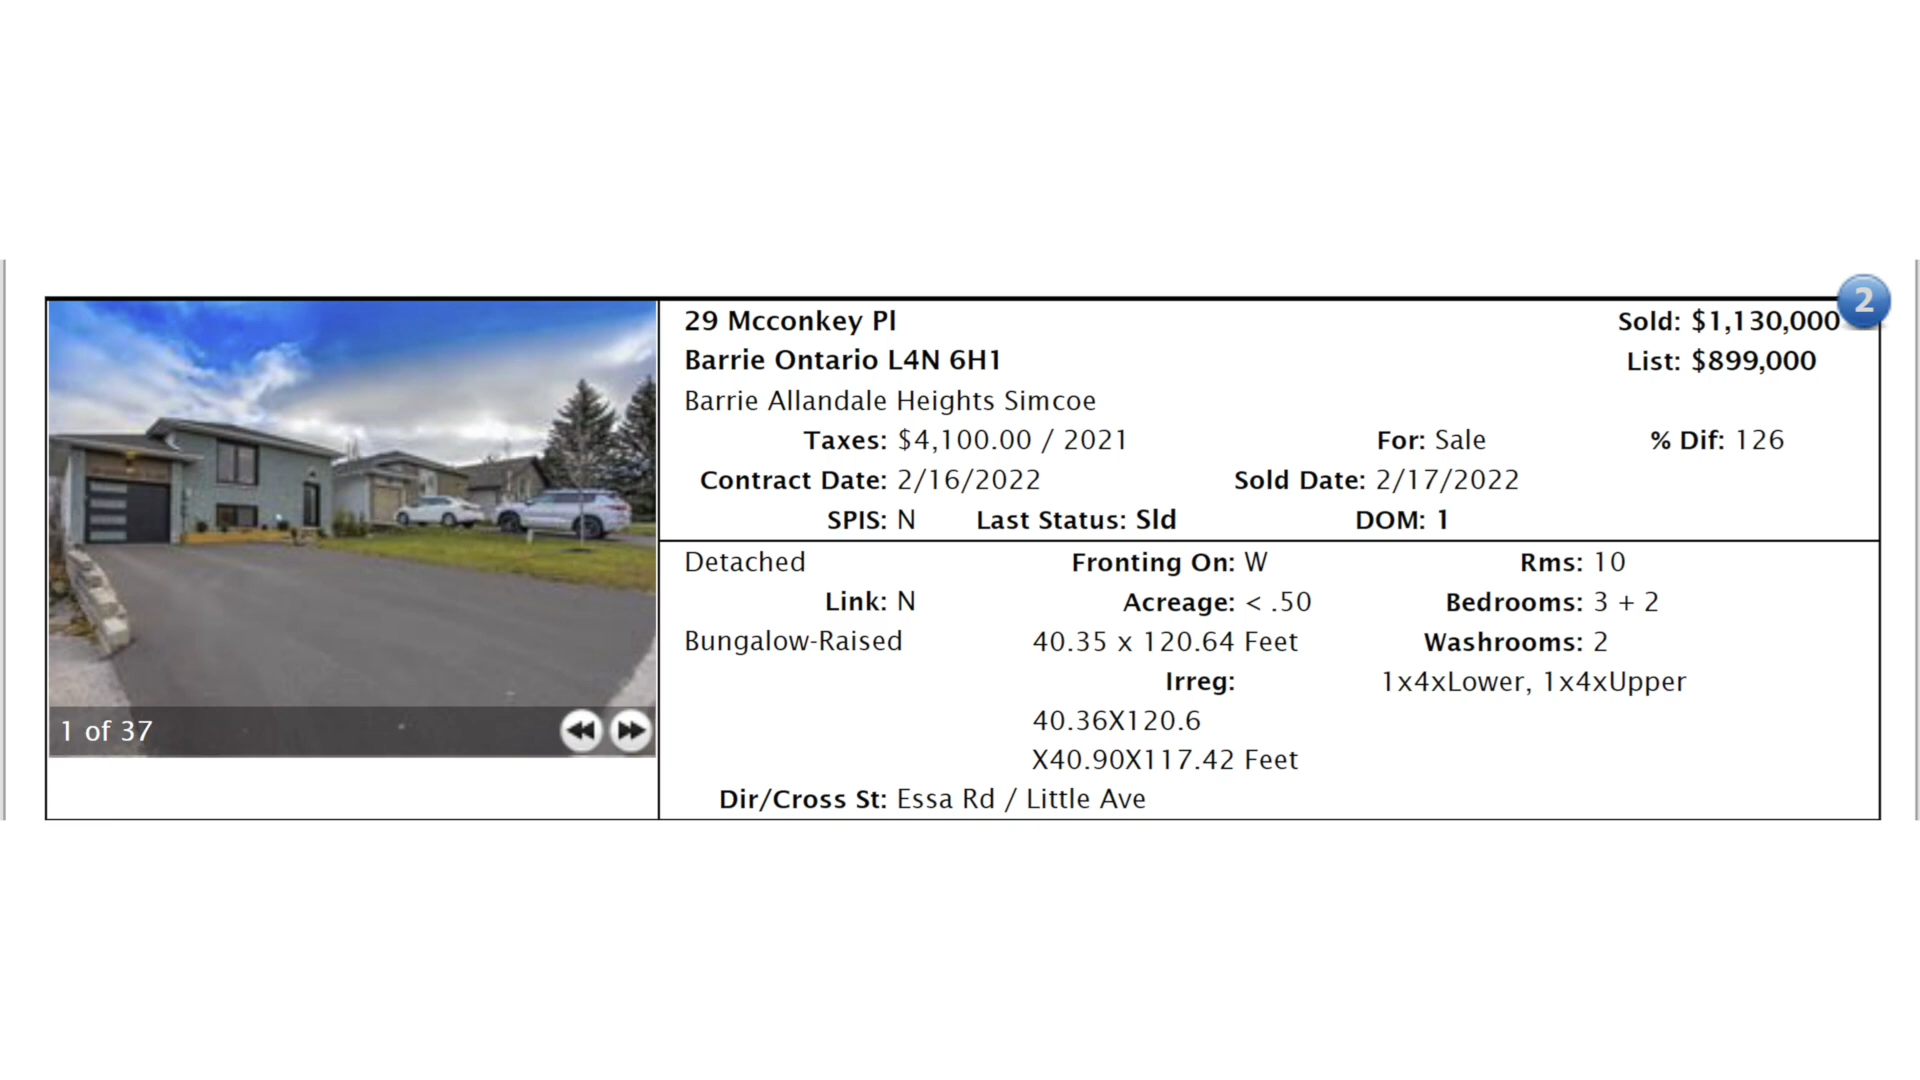 2
29 Mcconkey Pl Sold: $1,130,000
Barrie Ontario L4N 6H1 List: $899,000
Barrie Allandale Heights Simcoe
Taxes: $4,100.00 / 2021 For: Sale % Dif: 126
Contract Date: 2/16/2022 Sold Date: 2/17/2022
SPIS: N Last Status: Sld DOM: 1
Detached Fronting On: W Rms: 10
Link: N Acreage: < .50 Bedrooms: 3 + 2
Bungalow-Raised 40.35 x 120.64 Feet Washrooms: 2
Irreg: 1x4xLower, 1x4xUpper
40.36X120.6
X40.90X117.42 Feet
Dir/Cross St: Essa Rd / Little Ave
1 of 37